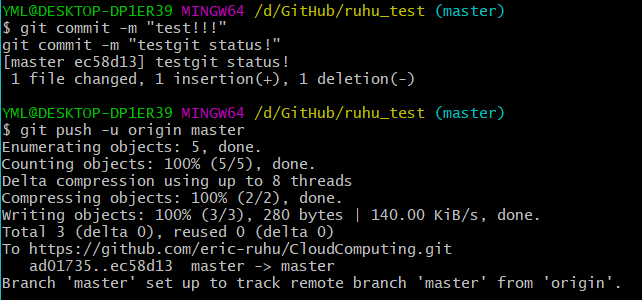 YML@DESKTOP-DP1ER39 MINGW64 /d/GitHub/ruhu_test (master)
$ git commit -m "test!!!"
git commit -m "testgit status!"
[master ec58d13] testgit status!
 1 file changed, 1 insertion(+), 1 deletion(-)

YML@DESKTOP-DP1ER39 MINGW64 /d/GitHub/ruhu_test (master)
$ git push -u origin master
Enumerating objects: 5, done.
Counting objects: 100% (5/5), done.
Delta compression using up to 8 threads
Compressing objects: 100% (2/2), done.
Writing objects: 100% (3/3), 280 bytes | 140.00 KiB/s, done.
Total 3 (delta 0), reused 0 (delta 0)
To https://github.com/eric-ruhu/CloudComputing.git
   ad01735..ec58d13  master -> master
Branch 'master' set up to track remote branch 'master' from 'origin'.